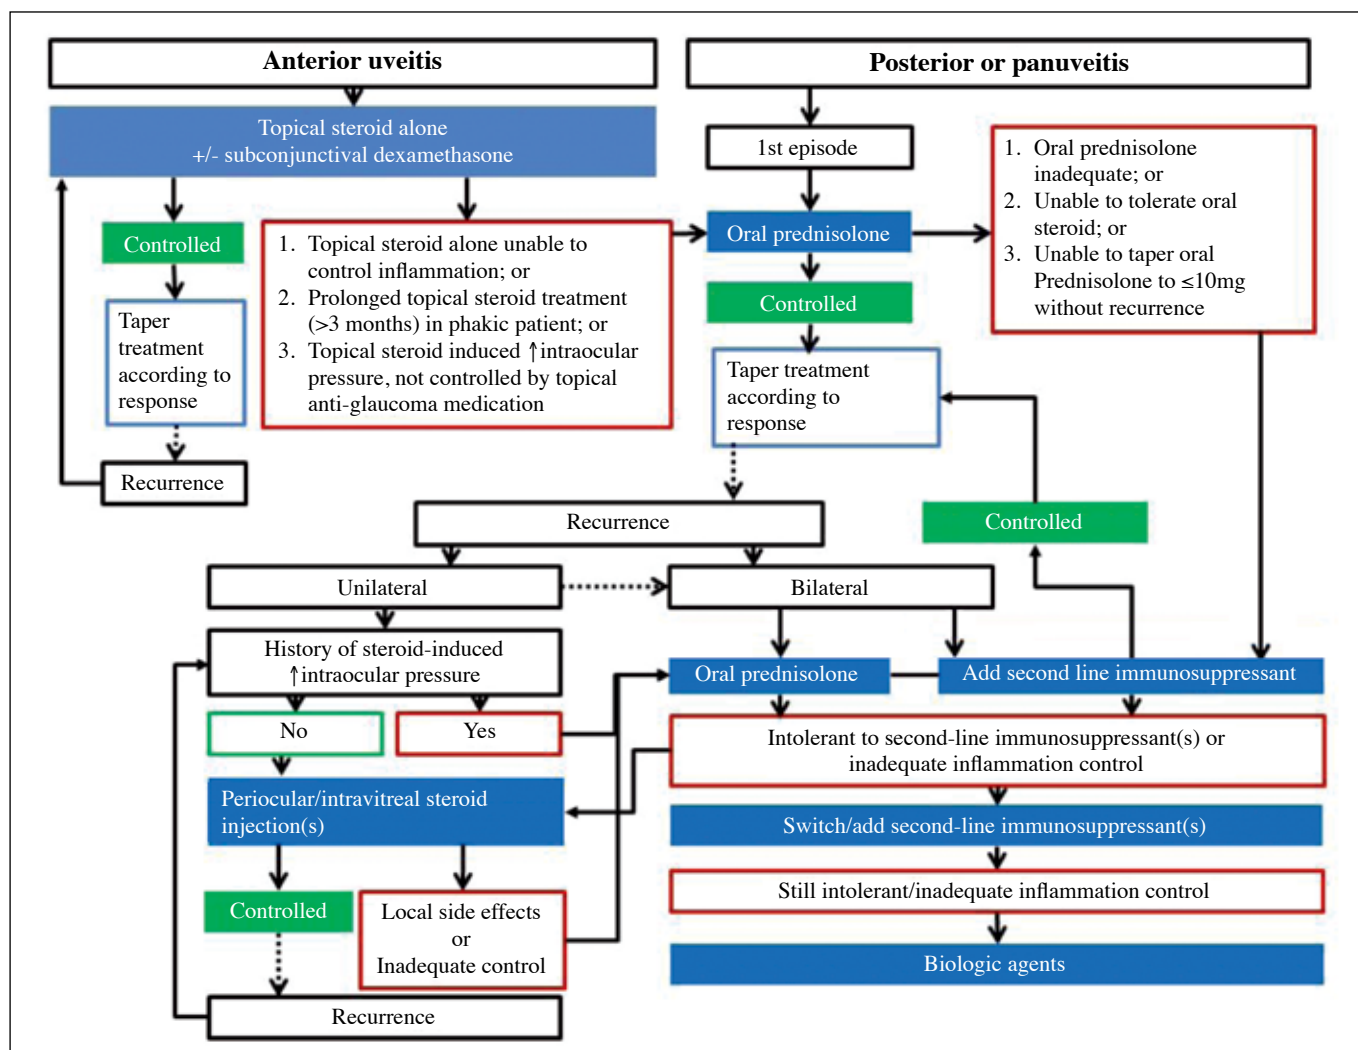 Anterior uveitis
Topical steroid alone
+/- subconjunctival dexamethasone
Controlled
Taper
treatment
according to
response
Recurrence
1. Topical steroid alone unable to
control inflammation; or
2. Prolonged topical steroid treatment
(>3 months) in phakic patient; or
3. Topical steroid induced ↑intraocular
pressure, not controlled by topical
anti-glaucoma medication
Posterior or panuveitis
1st episode
Oral prednisolone
Controlled
Taper treatment
according to
response
1. Oral prednisolone
inadequate; or
2. Unable to tolerate oral
steroid; or
3. Unable to taper oral
Prednisolone to ≤10mg
without recurrence
Controlled
Recurrence
Unilateral
Bilateral
History of steroid-induced
↑intraocular pressure
No
Yes
Periocular/intravitreal steroid
injection(s)
Controlled
Local side effects
or
Inadequate control
Recurrence
Oral prednisolone
Add second line immunosuppressant
Intolerant to second-line immunosuppressant(s) or
inadequate inflammation control
Switch/add second-line immunosuppressant(s)
Still intolerant/inadequate inflammation control
Biologic agents